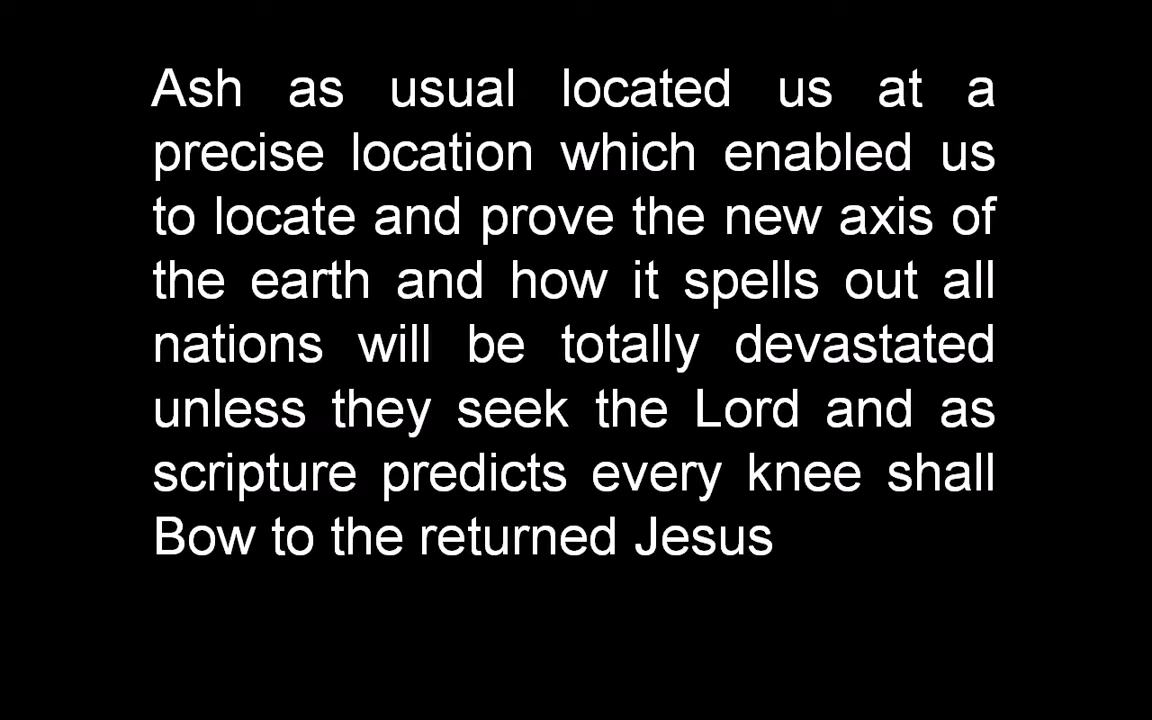 Ash as usual located us at a
precise location which enabled us
to locate and prove the new axis of
the earth and how it spells out all
nations will be totally devastated
unless they seek the Lord and as
scripture predicts every knee shall
Bow to the returned Jesus